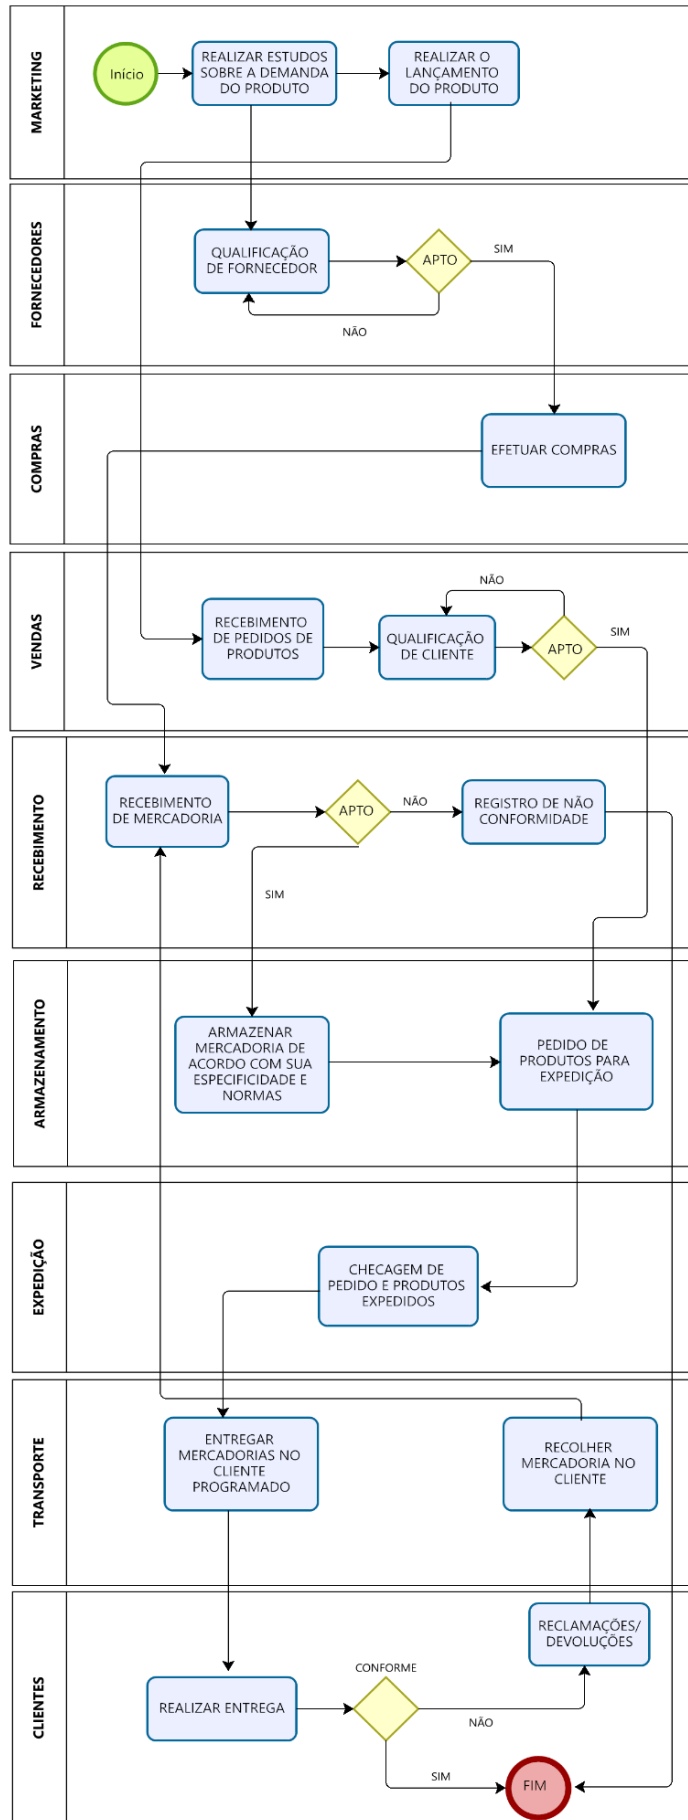 MARKETING
Início
REALIZAR ESTUDOS
SOBRE A DEMANDA
DO PRODUTO
REALIZAR O
LANÇAMENTO
DO PRODUTO
FORNECEDORES
QUALIFICAÇÃO
DE FORNECEDOR
APTO
SIM
NÃO
COMPRAS
EFETUAR COMPRAS
VENDAS
RECEBIMENTO
DE PEDIDOS DE
PRODUTOS
QUALIFICAÇÃO
DE CLIENTE
NÃO
APTO
SIM
RECEBIMENTO
RECEBIMENTO
DE MERCADORIA
APTO
NÃO
REGISTRO DE NÃO
CONFORMIDADE
SIM
ARMAZENAMENTO
ARMAZENAR
MERCADORIA DE
ACORDO COM SUA
ESPECIFICIDADE E
NORMAS
PEDIDO DE
PRODUTOS PARA
EXPEDIÇÃO
EXPEDIÇÃO
CHECAGEM DE
PEDIDO E PRODUTOS
EXPEDIDOS
TRANSPORTE
ENTREGAR
MERCADORIAS NO
CLIENTE
PROGRAMADO
RECOLHER
MERCADORIA NO
CLIENTE
CLIENTES
RECLAMAÇÕES/
DEVOLUÇÕES
REALIZAR ENTREGA
CONFORME
NÃO
SIM
FIM